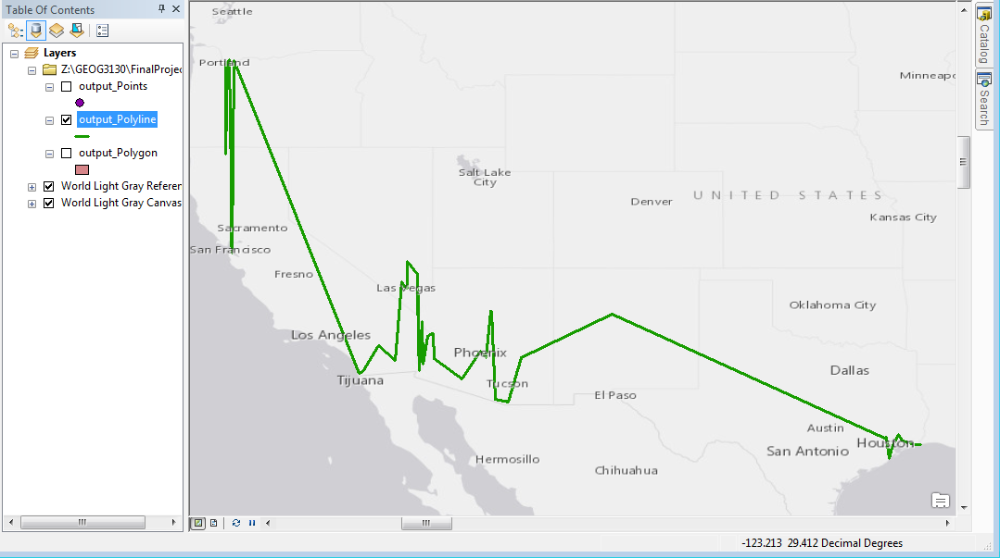 Table Of Contents
Layers
Z:\GEOG3130\FinalProjec
output_Points
output_Polyline
output_Polygon
World Light Gray Referen
World Light Gray Canvas
Seattle
Portland
Minneapo
Salt Lake
City
Denver
UNITED STATES
Kansas City
Sacramento
San Francisco
Fresno
Las Vegas
Oklahoma City
Los Angeles
Phoenix
Dallas
Tijuana
Tucson
El Paso
Austin
Houston
San Antonio
Hermosillo
Chihuahua
Catalog
Search
-123.213 29.412 Decimal Degrees